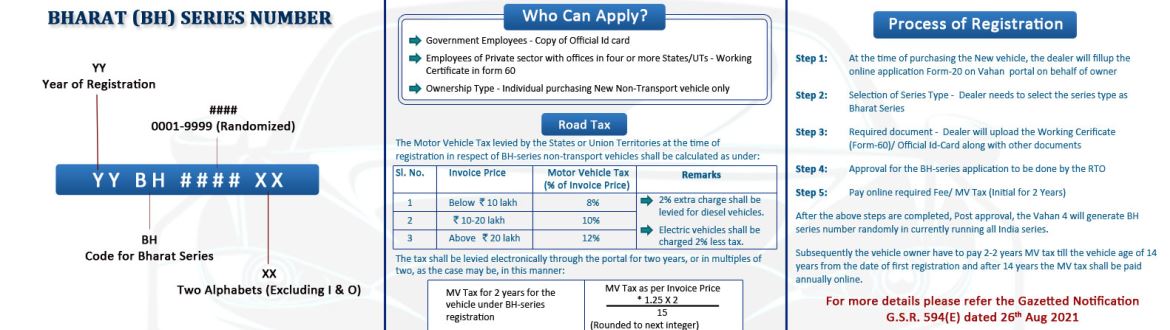 BHARAT (BH) SERIES NUMBER
YY
Year of Registration
####
0001-9999 (Randomized)
YY BH #### XX
BH
Code for Bharat Series
XX
Two Alphabets (Excluding I & O)
Who Can Apply?
Government Employees - Copy of Official Id card
Employees of Private sector with offices in four or more States/UTs - Working
Certificate in form 60
Ownership Type - Individual purchasing New Non-Transport vehicle only
Road Tax
The Motor Vehicle Tax levied by the States or Union Territories at the time of
registration in respect of BH-series non-transport vehicles shall be calculated as under:
Sl. No. Invoice Price Motor Vehicle Tax Remarks
(% of Invoice Price)
1 Below ₹ 10 lakh 8%
2 ₹ 10-20 lakh 10%
3 Above ₹ 20 lakh 12%
2% extra charge shall be
levied for diesel vehicles.
Electric vehicles shall be
charged 2% less tax.
The tax shall be levied electronically through the portal for two years, or in multiples of
two, as the case may be, in this manner:
MV Tax for 2 years for the
vehicle under BH-series
registration
MV Tax as per Invoice Price
* 1.25 X 2
15
(Rounded to next integer)
Process of Registration
Step 1: At the time of purchasing the New vehicle, the dealer will fillup the
online application Form-20 on Vahan portal on behalf of owner
Step 2: Selection of Series Type - Dealer needs to select the series type as
Bharat Series
Step 3: Required document - Dealer will upload the Working Cerificate
(Form-60)/ Official Id-Card along with other documents
Step 4: Approval for the BH-series application to be done by the RTO
Step 5: Pay online required Fee/ MV Tax (Initial for 2 Years)
After the above steps are completed, Post approval, the Vahan 4 will generate BH
series number randomly in currently running all India series.
Subsequently the vehicle owner have to pay 2-2 years MV tax till the vehicle age of 14
years from the date of first registration and after 14 years the MV tax shall be paid
annually online.
For more details please refer the Gazetted Notification
G.S.R. 594(E) dated 26th Aug 2021